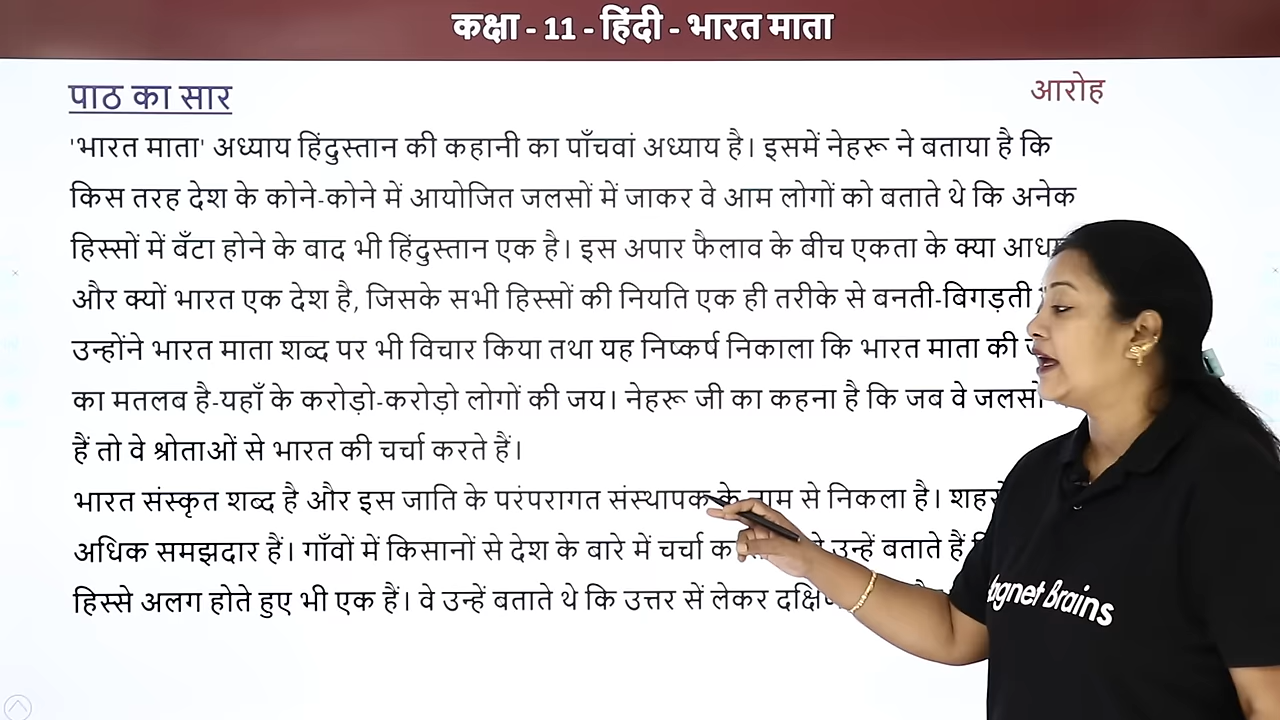 कक्षा - 11 - हिंदी - भारत माता
पाठ का सार
आरोह
'भारत माता' अध्याय हिंदुस्तान की कहानी का पाँचवां अध्याय है। इसमें नेहरू ने बताया है कि
किस तरह देश के कोने-कोने में आयोजित जलसों में जाकर वे आम लोगों को बताते थे कि अनेक
हिस्सों में बँटा होने के बाद भी हिंदुस्तान एक है। इस अपार फैलाव के बीच एकता के क्या
और क्यों भारत एक देश है, जिसके सभी हिस्सों की नियति एक ही तरीके से बनती-बिगड़ती
उन्होंने भारत माता शब्द पर भी विचार किया तथा यह निष्कर्ष निकाला कि भारत माता की
का मतलब है-यहाँ के करोड़ो-करोड़ो लोगों की जय। नेहरू जी का कहना है कि जब वे
हैं तो वे श्रोताओं से भारत की चर्चा करते हैं।
भारत संस्कृत शब्द है और इस जाति के परंपरागत संस्थापक के नाम से निकला है।
अधिक समझदार हैं। गाँवों में किसानों से देश के बारे में चर्चा उन्हें बताते हैं
हिस्से अलग होते हुए भी एक हैं। वे उन्हें बताते थे कि उत्तर सें लेकर
Brains